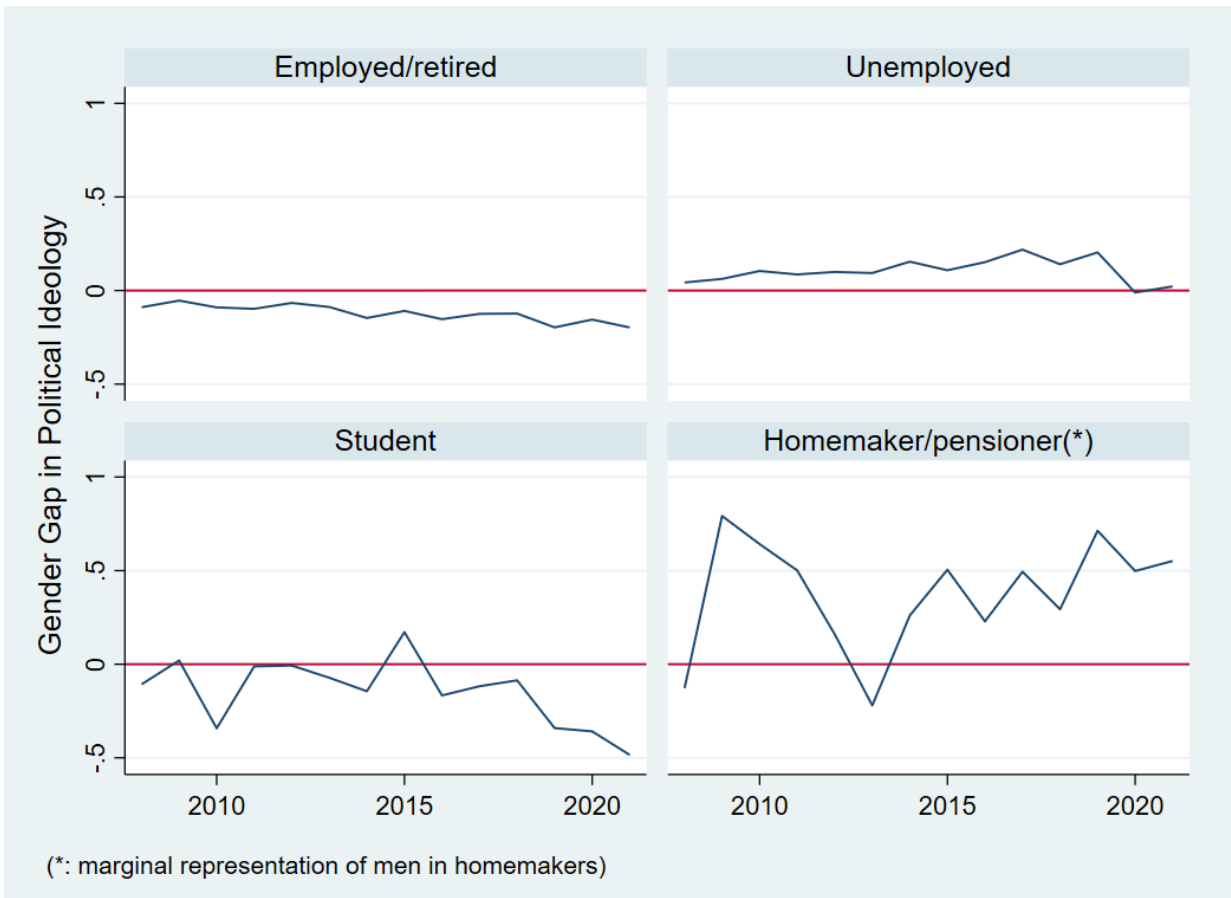 Gender Gap in Political Ideology
Employed/retired
Unemployed
1
.5
0
-.5
Student
Homemaker/pensioner(*)
1
.5
0
-.5
2010
2015
2020
2010
2015
2020
(*: marginal representation of men in homemakers)